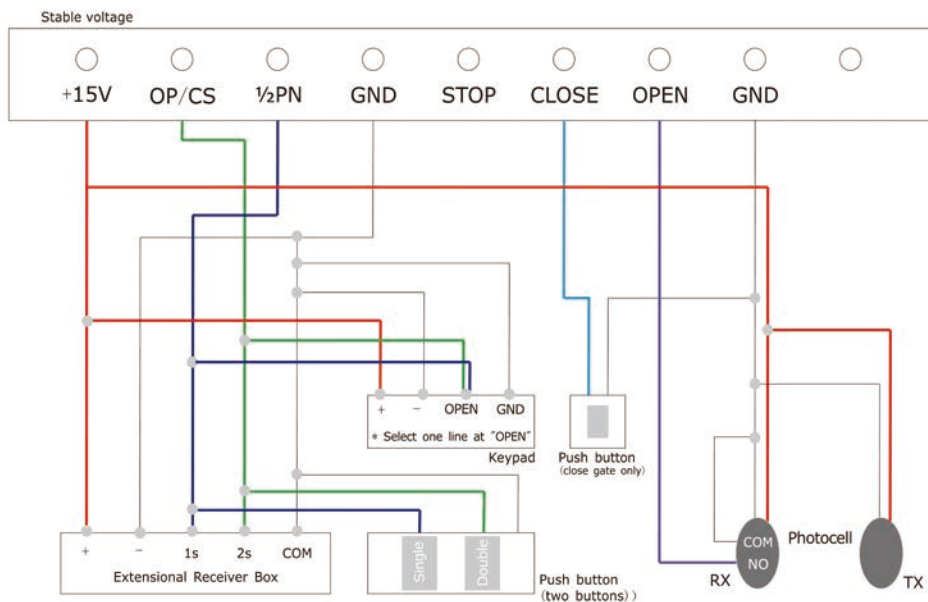 Stable voltage
+15V OP/CS ½PN GND STOP CLOSE OPEN GND
+ − OPEN GND
* Select one line at "OPEN"
Keypad
Push button
(close gate only)
+ − 1s 2s COM
Extensional Receiver Box
Single Double
Push button
(two buttons))
COM
NO
RX
Photocell
TX